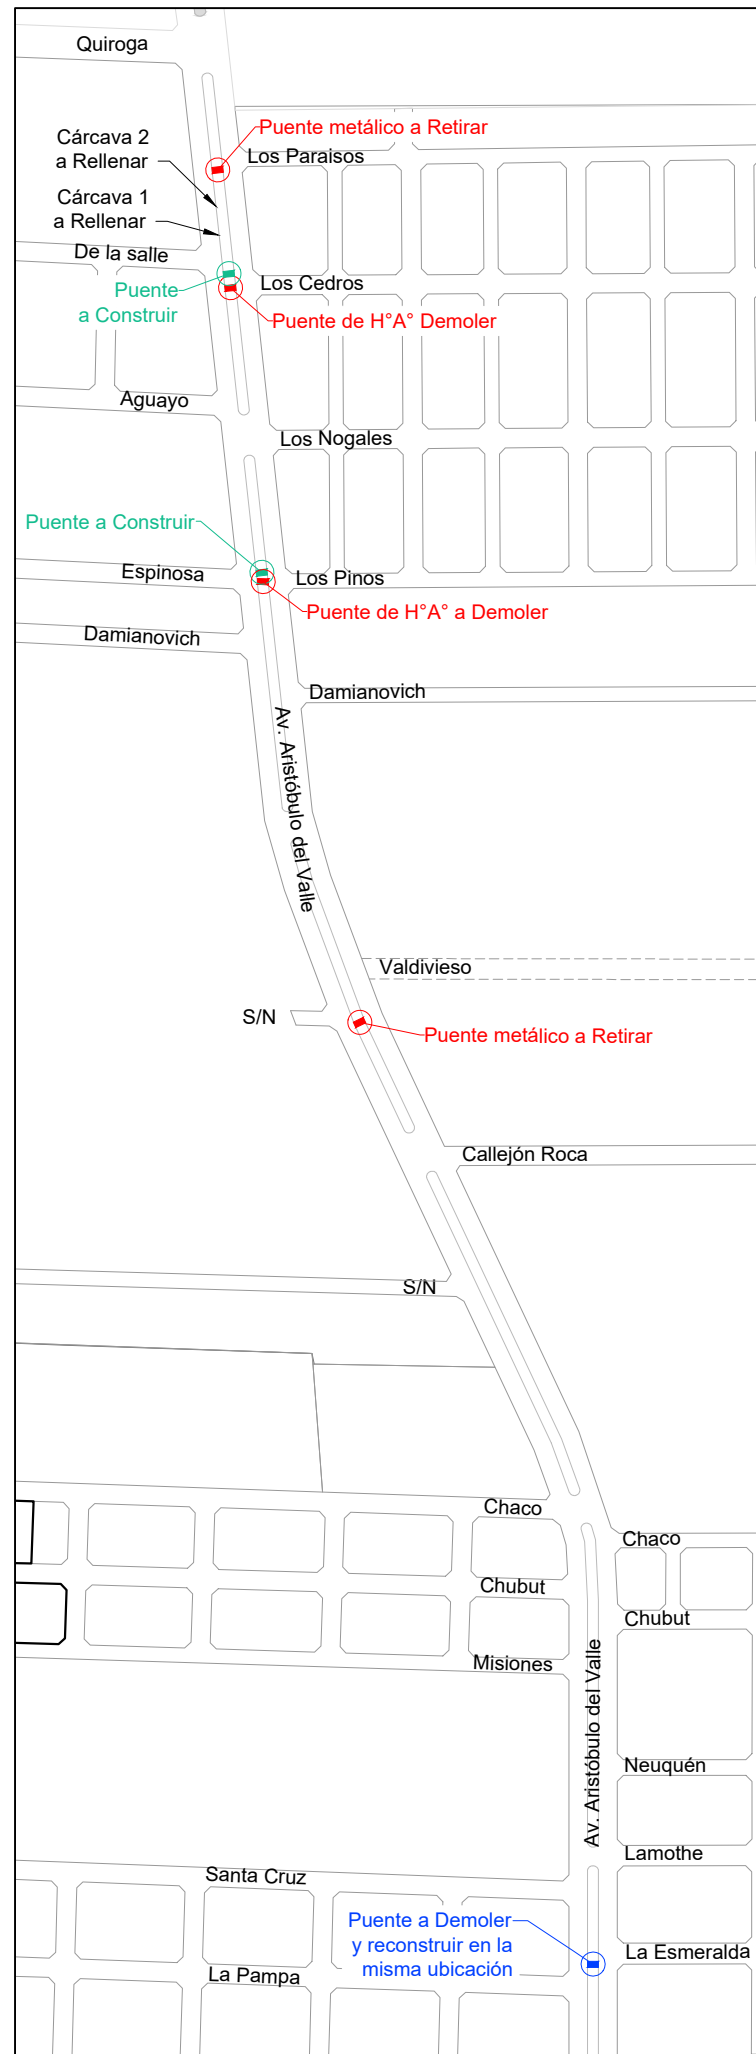 Quiroga
Puente metálico a Retirar
Cárcava 2
a Rellenar
Los Paraisos
Cárcava 1
a Rellenar
De la salle
Puente
a Construir
Los Cedros
Puente de H°A° Demoler
Aguayo
Los Nogales
Puente a Construir
Espinosa
Los Pinos
Puente de H°A° a Demoler
Damianovich
Damianovich
Av. Aristóbulo del Valle
Valdivieso
S/N
Puente metálico a Retirar
Callejón Roca
S/N
Chaco
Chaco
Chubut
Chubut
Misiones
Av. Aristóbulo del Valle
Neuquén
Lamothe
Santa Cruz
Puente a Demoler
y reconstruir en la
misma ubicación
La Esmeralda
La Pampa